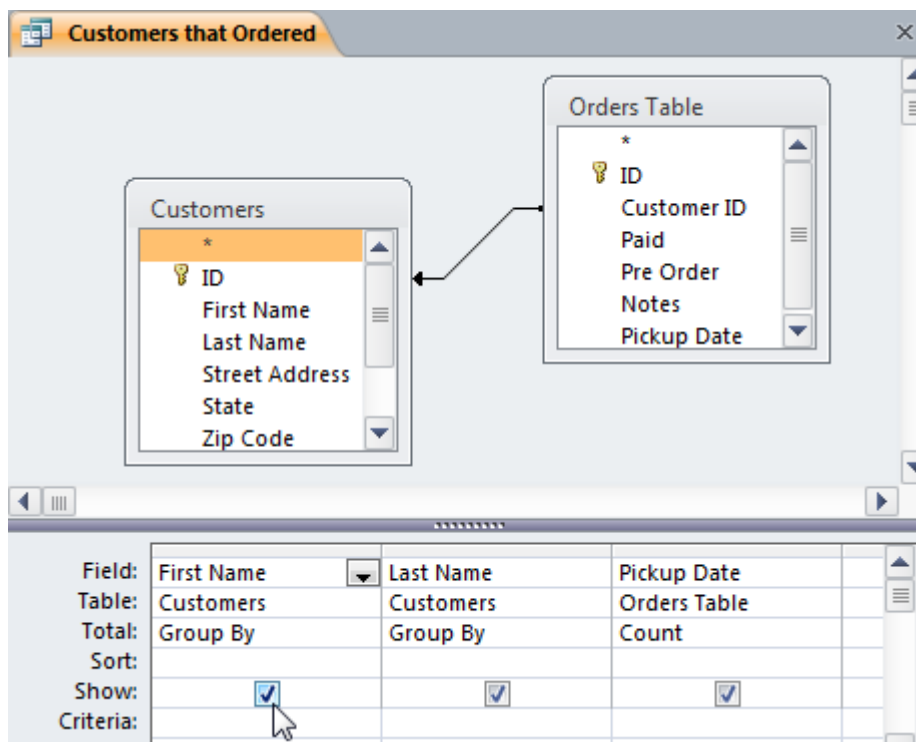 Customers that Ordered
Orders Table
*
ID
Customer ID
Paid
Pre Order
Notes
Pickup Date
Customers
*
ID
First Name
Last Name
Street Address
State
Zip Code
Field: First Name Last Name Pickup Date
Table: Customers Customers Orders Table
Total: Group By Group By Count
Sort:
Show:
Criteria: